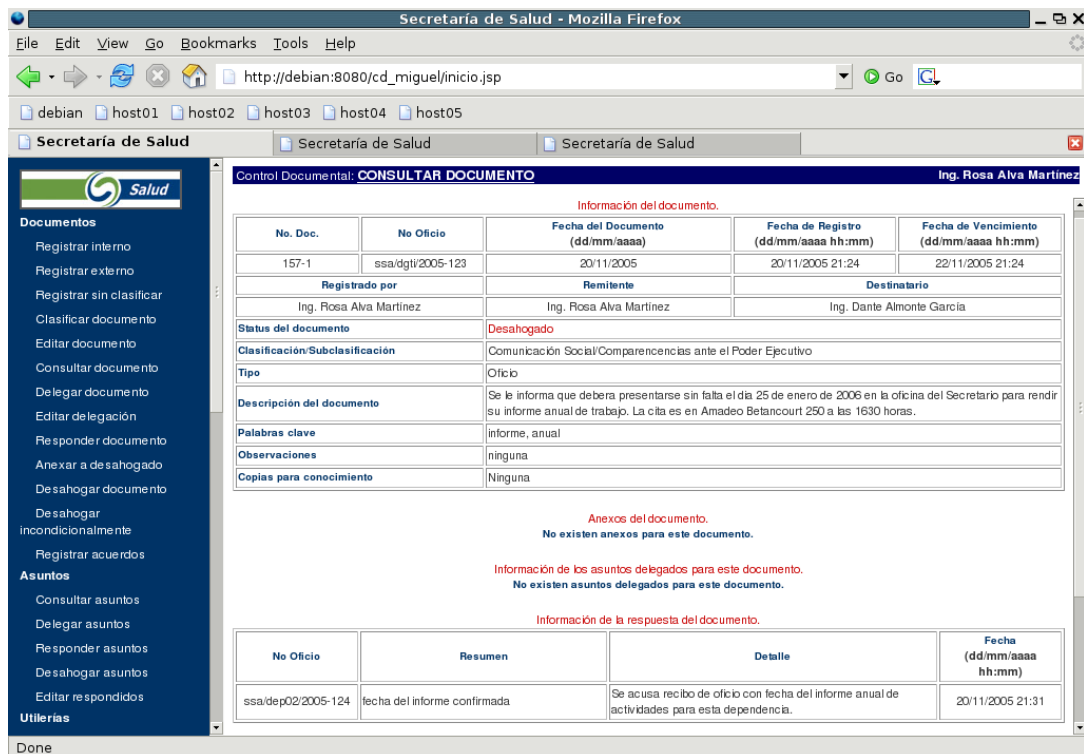 Secretaría de Salud - Mozilla Firefox
File Edit View Go Bookmarks Tools Help
http://debian:8080/cd_miguel/inicio.jsp Go G
debian host01 host02 host03 host04 host05
Secretaría de Salud Secretaría de Salud Secretaría de Salud
Salud
Documentos
Registrar interno
Registrar externo
Registrar sin clasificar
Clasificar documento
Editar documento
Consultar documento
Delegar documento
Editar delegación
Responder documento
Anexar a desahogado
Desahogar documento
Desahogar
incondicionalmente
Registrar acuerdos
Asuntos
Consultar asuntos
Delegar asuntos
Responder asuntos
Desahogar asuntos
Editar respondidos
Utilerías
Control Documental: CONSULTAR DOCUMENTO Ing. Rosa Alva Martínez
Información del documento.
No. Doc. No Oficio Fecha del Documento (dd/mm/aaaa) Fecha de Registro (dd/mm/aaaa hh:mm) Fecha de Vencimiento (dd/mm/aaaa hh:mm)
157-1 ssa/dgti/2005-123 20/11/2005 20/11/2005 21:24 22/11/2005 21:24
Registrado por Remitente Destinatario
Ing. Rosa Alva Martínez Ing. Rosa Alva Martínez Ing. Dante Almonte García
Status del documento Desahogado
Clasificación/Subclasificación Comunicación Social/Comparencencias ante el Poder Ejecutivo
Tipo Oficio
Descripción del documento Se le informa que debera presentarse sin falta el dia 25 de enero de 2006 en la oficina del Secretario para rendir
su informe anual de trabajo. La cita es en Amadeo Betancourt 250 a las 1630 horas.
Palabras clave informe, anual
Observaciones ninguna
Copias para conocimiento Ninguna
Anexos del documento.
No existen anexos para este documento.
Información de los asuntos delegados para este documento.
No existen asuntos delegados para este documento.
Información de la respuesta del documento.
No Oficio Resumen Detalle Fecha (dd/mm/aaaa hh:mm)
ssa/dep02/2005-124 fecha del informe confirmada Se acusa recibo de oficio con fecha del informe anual de
actividades para esta dependencia. 20/11/2005 21:31
Done